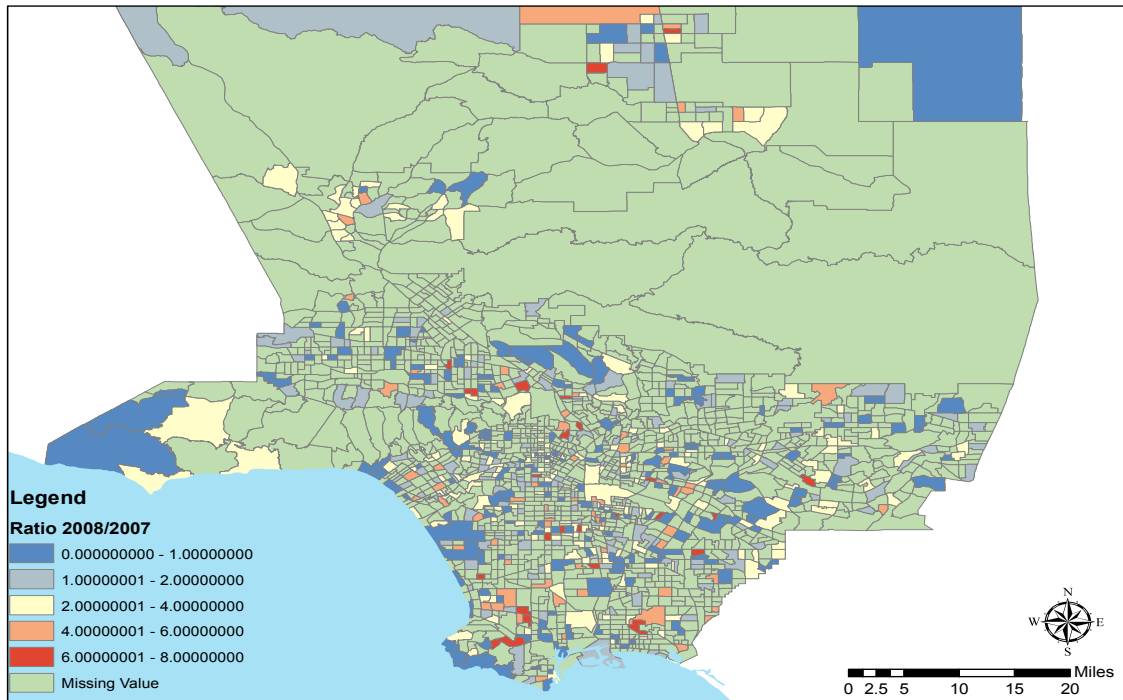 Legend
Ratio 2008/2007
0.000000000 - 1.00000000
1.00000001 - 2.00000000
2.00000001 - 4.00000000
4.00000001 - 6.00000000
6.00000001 - 8.00000000
Missing Value
N
W E
S
Miles
0 2.5 5 10 15 20